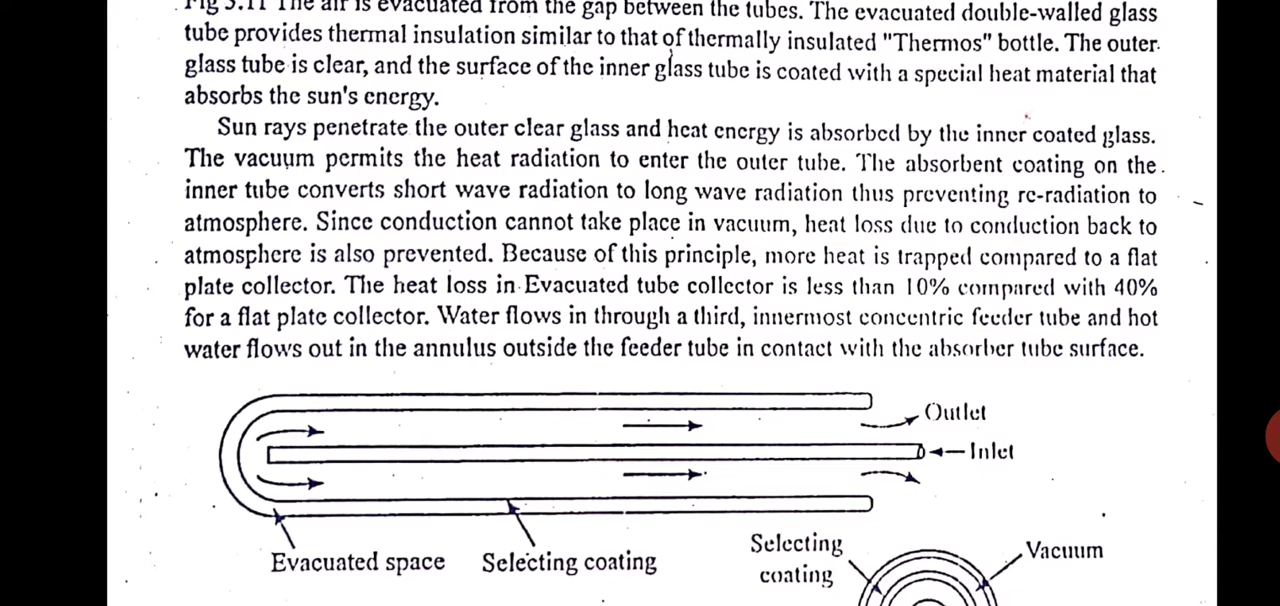 Fig 3.11 The air is evacuated from the gap between the tubes. The evacuated double-walled glass
tube provides thermal insulation similar to that of thermally insulated "Thermos" bottle. The outer
glass tube is clear, and the surface of the inner glass tube is coated with a special heat material that
absorbs the sun's energy.
Sun rays penetrate the outer clear glass and heat energy is absorbed by the inner coated glass.
The vacuum permits the heat radiation to enter the outer tube. The absorbent coating on the
inner tube converts short wave radiation to long wave radiation thus preventing re-radiation to
atmosphere. Since conduction cannot take place in vacuum, heat loss due to conduction back to
atmosphere is also prevented. Because of this principle, more heat is trapped compared to a flat
plate collector. The heat loss in Evacuated tube collector is less than 10% compared with 40%
for a flat plate collector. Water flows in through a third, innermost concentric feeder tube and hot
water flows out in the annulus outside the feeder tube in contact with the absorber tube surface.
Outlet
Inlet
Evacuated space
Selecting coating
Selecting
coating
Vacuum